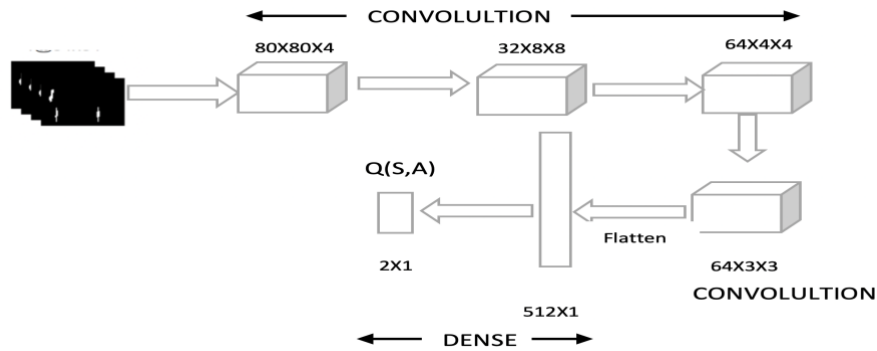 CONVOLULTION
80X80X4
32X8X8
64X4X4
Q(S,A)
Flatten
2X1
64X3X3
CONVOLULTION
512X1
DENSE